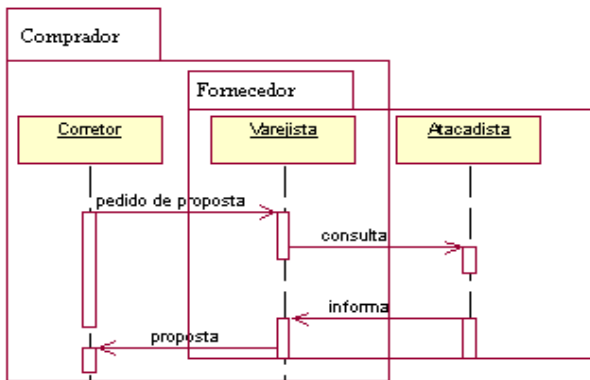 Comprador
Fornecedor
Corretor
Varejista
Atacadista
pedido de proposta
consulta
informa
proposta